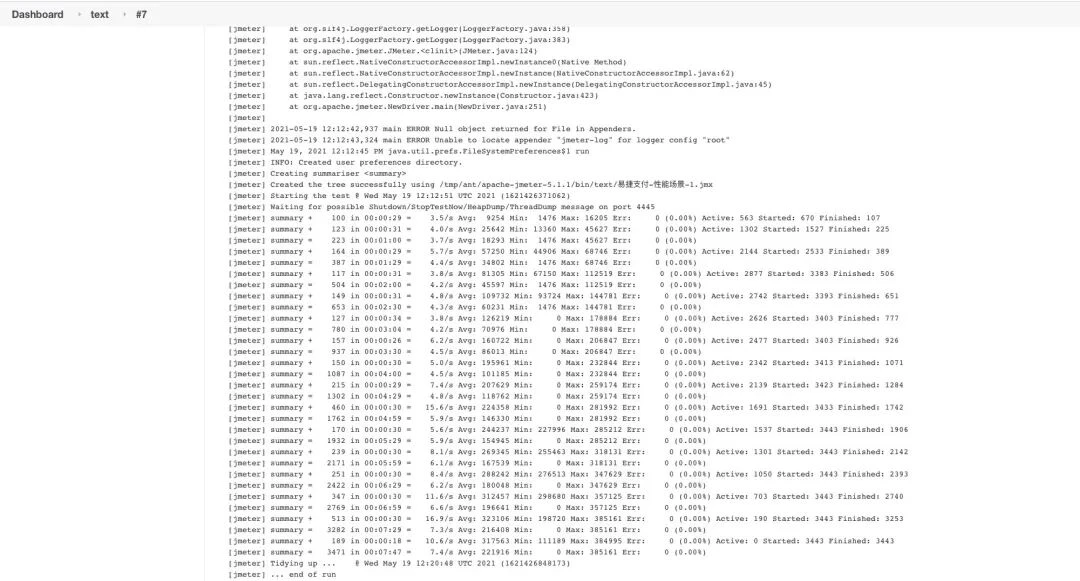 Dashboard › text › #7
[jmeter] at org.slf4j.LoggerFactory.getLogger(LoggerFactory.java:358)
[jmeter] at org.slf4j.LoggerFactory.getLogger(LoggerFactory.java:383)
[jmeter] at org.apache.jmeter.JMeter.<clinit>(JMeter.java:124)
[jmeter] at sun.reflect.NativeConstructorAccessorImpl.newInstance0(Native Method)
[jmeter] at sun.reflect.NativeConstructorAccessorImpl.newInstance(NativeConstructorAccessorImpl.java:62)
[jmeter] at sun.reflect.DelegatingConstructorAccessorImpl.newInstance(DelegatingConstructorAccessorImpl.java:45)
[jmeter] at java.lang.reflect.Constructor.newInstance(Constructor.java:423)
[jmeter] at org.apache.jmeter.NewDriver.main(NewDriver.java:251)
[jmeter]
[jmeter] 2021-05-19 12:12:42,937 main ERROR Null object returned for File in Appenders.
[jmeter] 2021-05-19 12:12:43,324 main ERROR Unable to locate appender "jmeter-log" for logger config "root"
[jmeter] May 19, 2021 12:12:45 PM java.util.prefs.FileSystemPreferences$1 run
[jmeter] INFO: Created user preferences directory.
[jmeter] Creating summariser <summary>
[jmeter] Created the tree successfully using /tmp/ant/apache-jmeter-5.1.1/bin/text/易捷支付-性能场景-1.jmx
[jmeter] Starting the test @ Wed May 19 12:12:51 UTC 2021 (1621426371062)
[jmeter] Waiting for possible Shutdown/StopTestNow/HeapDump/ThreadDump message on port 4445
[jmeter] summary + 100 in 00:00:29 = 3.5/s Avg: 9254 Min: 1476 Max: 16205 Err: 0 (0.00%) Active: 563 Started: 670 Finished: 107
[jmeter] summary + 123 in 00:00:31 = 4.0/s Avg: 25642 Min: 13360 Max: 45627 Err: 0 (0.00%) Active: 1302 Started: 1527 Finished: 225
[jmeter] summary = 223 in 00:01:00 = 3.7/s Avg: 18293 Min: 1476 Max: 45627 Err: 0 (0.00%)
[jmeter] summary + 164 in 00:00:29 = 5.7/s Avg: 57250 Min: 44906 Max: 68746 Err: 0 (0.00%) Active: 2144 Started: 2533 Finished: 389
[jmeter] summary = 387 in 00:01:29 = 4.4/s Avg: 34802 Min: 1476 Max: 68746 Err: 0 (0.00%)
[jmeter] summary + 117 in 00:00:31 = 3.8/s Avg: 81305 Min: 67150 Max: 112519 Err: 0 (0.00%) Active: 2877 Started: 3383 Finished: 506
[jmeter] summary = 504 in 00:02:00 = 4.2/s Avg: 45597 Min: 1476 Max: 112519 Err: 0 (0.00%)
[jmeter] summary + 149 in 00:00:31 = 4.8/s Avg: 109732 Min: 93724 Max: 144781 Err: 0 (0.00%) Active: 2742 Started: 3393 Finished: 651
[jmeter] summary = 653 in 00:02:30 = 4.3/s Avg: 60231 Min: 1476 Max: 144781 Err: 0 (0.00%)
[jmeter] summary + 127 in 00:00:34 = 3.8/s Avg: 126219 Min: 0 Max: 178884 Err: 0 (0.00%) Active: 2626 Started: 3403 Finished: 777
[jmeter] summary = 780 in 00:03:04 = 4.2/s Avg: 70976 Min: 0 Max: 178884 Err: 0 (0.00%)
[jmeter] summary + 157 in 00:00:26 = 6.2/s Avg: 160722 Min: 0 Max: 206847 Err: 0 (0.00%) Active: 2477 Started: 3403 Finished: 926
[jmeter] summary = 937 in 00:03:30 = 4.5/s Avg: 86013 Min: 0 Max: 206847 Err: 0 (0.00%)
[jmeter] summary + 150 in 00:00:30 = 5.0/s Avg: 195961 Min: 0 Max: 232844 Err: 0 (0.00%) Active: 2342 Started: 3413 Finished: 1071
[jmeter] summary = 1087 in 00:04:00 = 4.5/s Avg: 101185 Min: 0 Max: 232844 Err: 0 (0.00%)
[jmeter] summary + 215 in 00:00:29 = 7.4/s Avg: 207629 Min: 0 Max: 259174 Err: 0 (0.00%) Active: 2139 Started: 3423 Finished: 1284
[jmeter] summary = 1302 in 00:04:29 = 4.8/s Avg: 118762 Min: 0 Max: 259174 Err: 0 (0.00%)
[jmeter] summary + 460 in 00:00:30 = 15.6/s Avg: 224358 Min: 0 Max: 281992 Err: 0 (0.00%) Active: 1691 Started: 3433 Finished: 1742
[jmeter] summary = 1762 in 00:04:59 = 5.9/s Avg: 146330 Min: 0 Max: 281992 Err: 0 (0.00%)
[jmeter] summary + 170 in 00:00:30 = 5.6/s Avg: 244237 Min: 227996 Max: 285212 Err: 0 (0.00%) Active: 1537 Started: 3443 Finished: 1906
[jmeter] summary = 1932 in 00:05:29 = 5.9/s Avg: 154945 Min: 0 Max: 285212 Err: 0 (0.00%)
[jmeter] summary + 239 in 00:00:30 = 8.1/s Avg: 269345 Min: 255463 Max: 318131 Err: 0 (0.00%) Active: 1301 Started: 3443 Finished: 2142
[jmeter] summary = 2171 in 00:05:59 = 6.1/s Avg: 167539 Min: 0 Max: 318131 Err: 0 (0.00%)
[jmeter] summary + 251 in 00:00:30 = 8.4/s Avg: 288242 Min: 276513 Max: 347629 Err: 0 (0.00%) Active: 1050 Started: 3443 Finished: 2393
[jmeter] summary = 2422 in 00:06:29 = 6.2/s Avg: 180048 Min: 0 Max: 347629 Err: 0 (0.00%)
[jmeter] summary + 347 in 00:00:30 = 11.6/s Avg: 312457 Min: 298680 Max: 357125 Err: 0 (0.00%) Active: 703 Started: 3443 Finished: 2740
[jmeter] summary = 2769 in 00:06:59 = 6.6/s Avg: 196641 Min: 0 Max: 357125 Err: 0 (0.00%)
[jmeter] summary + 513 in 00:00:30 = 16.9/s Avg: 323106 Min: 198720 Max: 385161 Err: 0 (0.00%) Active: 190 Started: 3443 Finished: 3253
[jmeter] summary = 3282 in 00:07:29 = 7.3/s Avg: 216408 Min: 0 Max: 385161 Err: 0 (0.00%)
[jmeter] summary + 189 in 00:00:18 = 10.6/s Avg: 317563 Min: 111189 Max: 384995 Err: 0 (0.00%) Active: 0 Started: 3443 Finished: 3443
[jmeter] summary = 3471 in 00:07:47 = 7.4/s Avg: 221916 Min: 0 Max: 385161 Err: 0 (0.00%)
[jmeter] Tidying up ... @ Wed May 19 12:20:48 UTC 2021 (1621426848173)
[jmeter] ... end of run